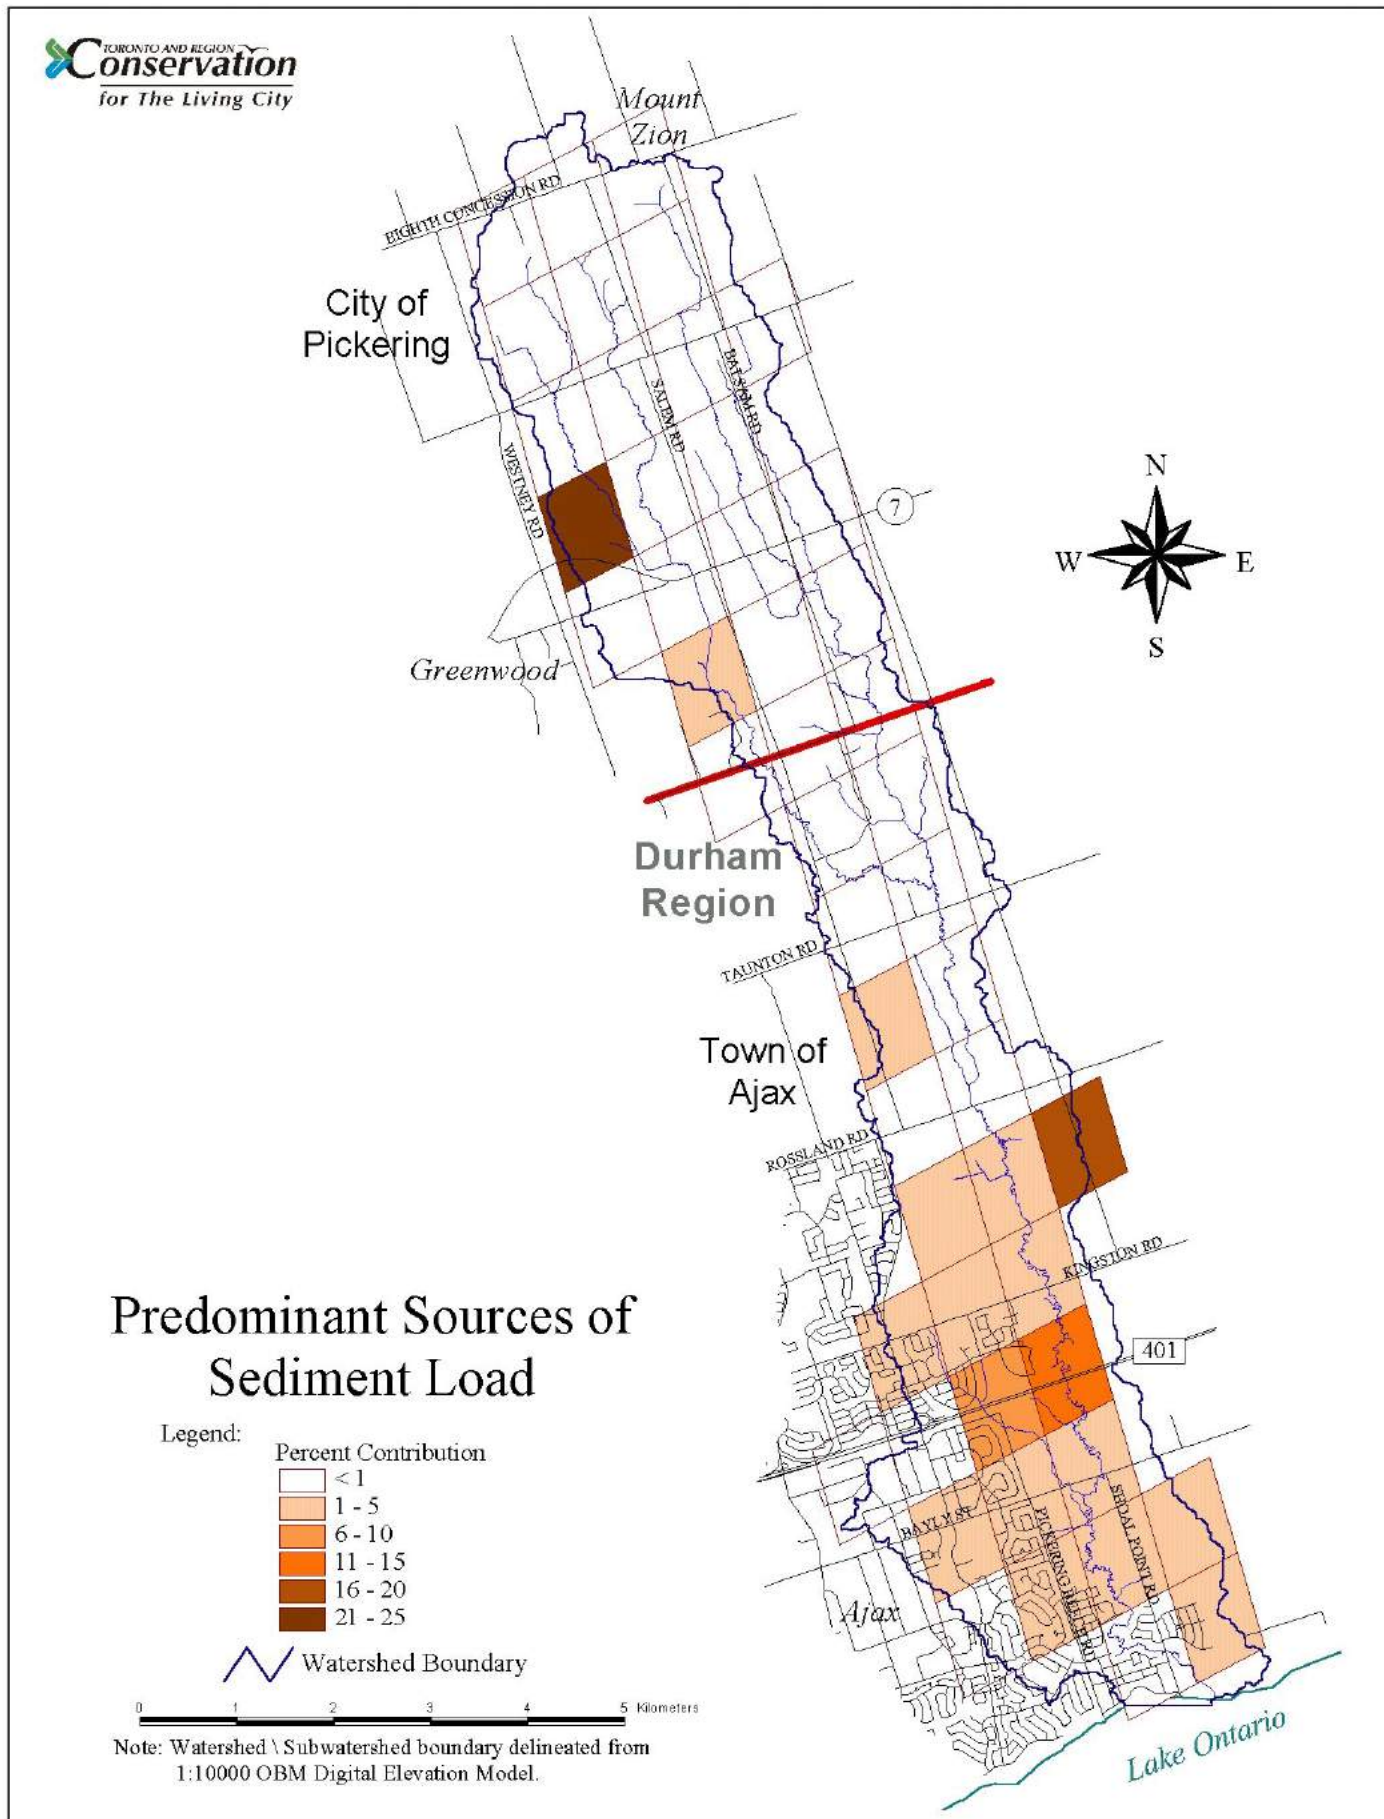 TORONTO AND REGION
Conservation
for The Living City
Mount
Zion
EIGHTH CONCESSION RD
City of
Pickering
SALEM RD
BALSAM RD
WESTNEY RD
7
N
W E
S
Greenwood
Durham
Region
TAUNTON RD
Town of
Ajax
ROSSLAND RD
KINGSTON RD
401
Predominant Sources of
Sediment Load
Legend:
Percent Contribution
< 1
1 - 5
6 - 10
11 - 15
16 - 20
21 - 25
Watershed Boundary
BAYLY ST
PICKERING BEACH RD
SHOAL POINT RD
Ajax
0 1 2 3 4 5 Kilometers
Note: Watershed \ Subwatershed boundary delineated from
1:10000 OBM Digital Elevation Model.
Lake Ontario